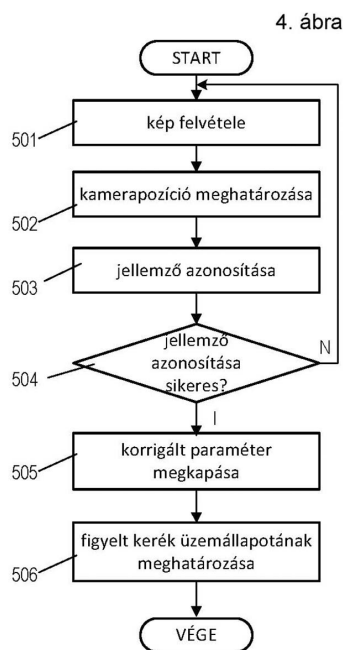 4. ábra
START
501
kép felvétele
502
kamerapozíció meghatározása
503
jellemző azonosítása
504
jellemző
azonosítása
sikeres?
N
I
505
korrigált paraméter
megkapása
506
figyelt kerék üzemállapotának
meghatározása
VÉGE